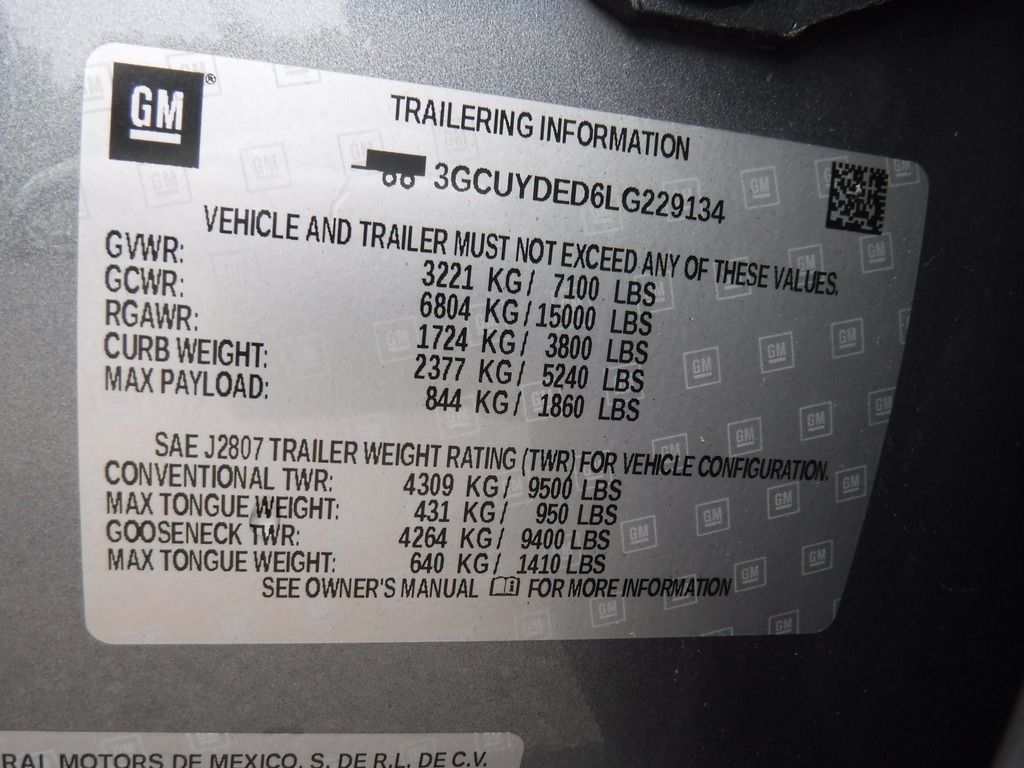 GM®
TRAILERING INFORMATION
3GCUYDED6LG229134
VEHICLE AND TRAILER MUST NOT EXCEED ANY OF THESE VALUES.
GVWR: 3221 KG/ 7100 LBS
GCWR: 6804 KG/15000 LBS
RGAWR: 1724 KG/ 3800 LBS
CURB WEIGHT: 2377 KG/ 5240 LBS
MAX PAYLOAD: 844 KG/ 1860 LBS
SAE J2807 TRAILER WEIGHT RATING (TWR) FOR VEHICLE CONFIGURATION.
CONVENTIONAL TWR: 4309 KG/ 9500 LBS
MAX TONGUE WEIGHT: 431 KG/ 950 LBS
GOOSENECK TWR: 4264 KG/ 9400 LBS
MAX TONGUE WEIGHT: 640 KG/ 1410 LBS
SEE OWNER'S MANUAL FOR MORE INFORMATION
RAL MOTORS DE MEXICO, S. DE R.L. DE C.V.